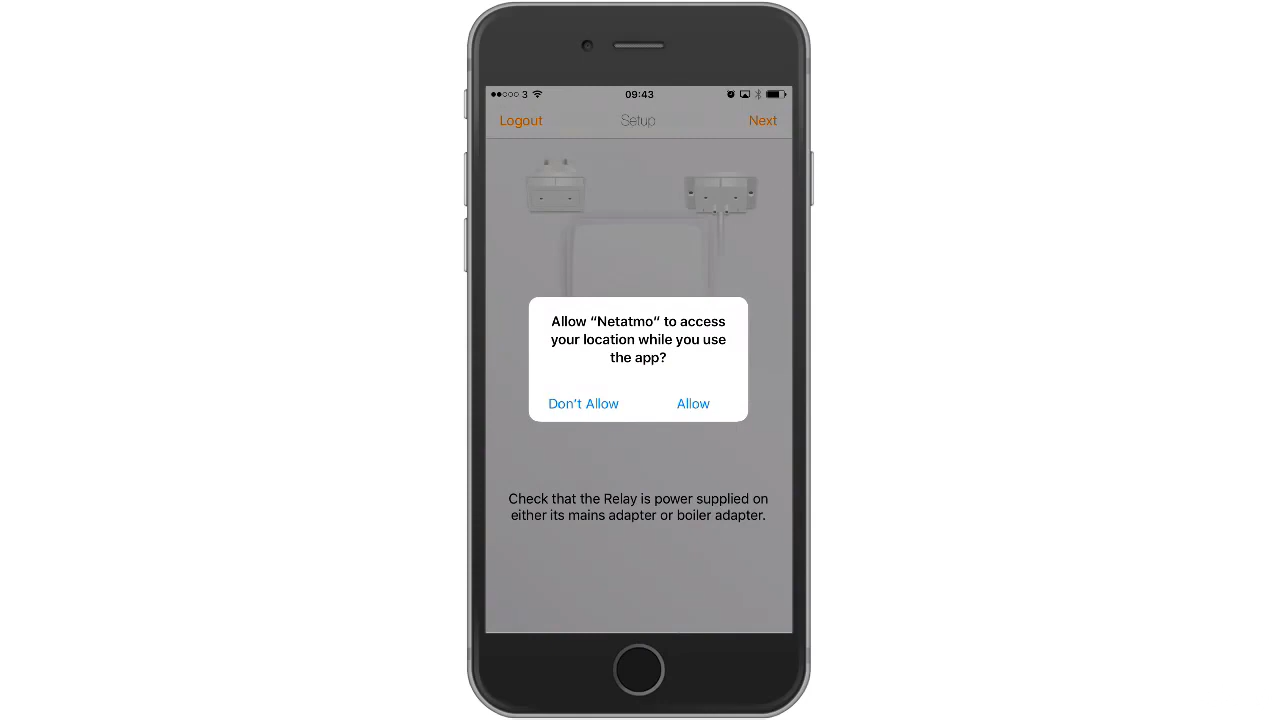 3 09:43
Logout Setup Next
Allow “Netatmo” to access
your location while you use
the app?
Don’t Allow Allow
Check that the Relay is power supplied on
either its mains adapter or boiler adapter.